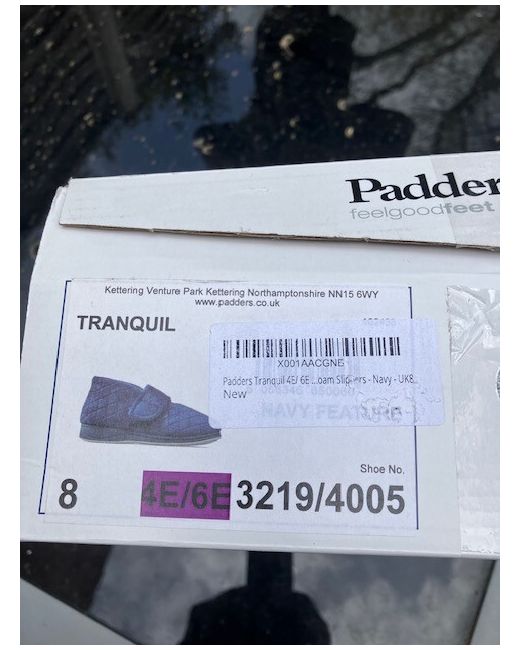 Padder
feelgoodfeet
Kettering Venture Park Kettering Northamptonshire NN15 6WY
www.padders.co.uk
TRANQUIL
X001AACGNE
Padders Tranquil 4E/ 6E ...oam Slippers - Navy - UK8...
New
NAVY FEATURE
Shoe No.
8 4E/6E 3219/4005